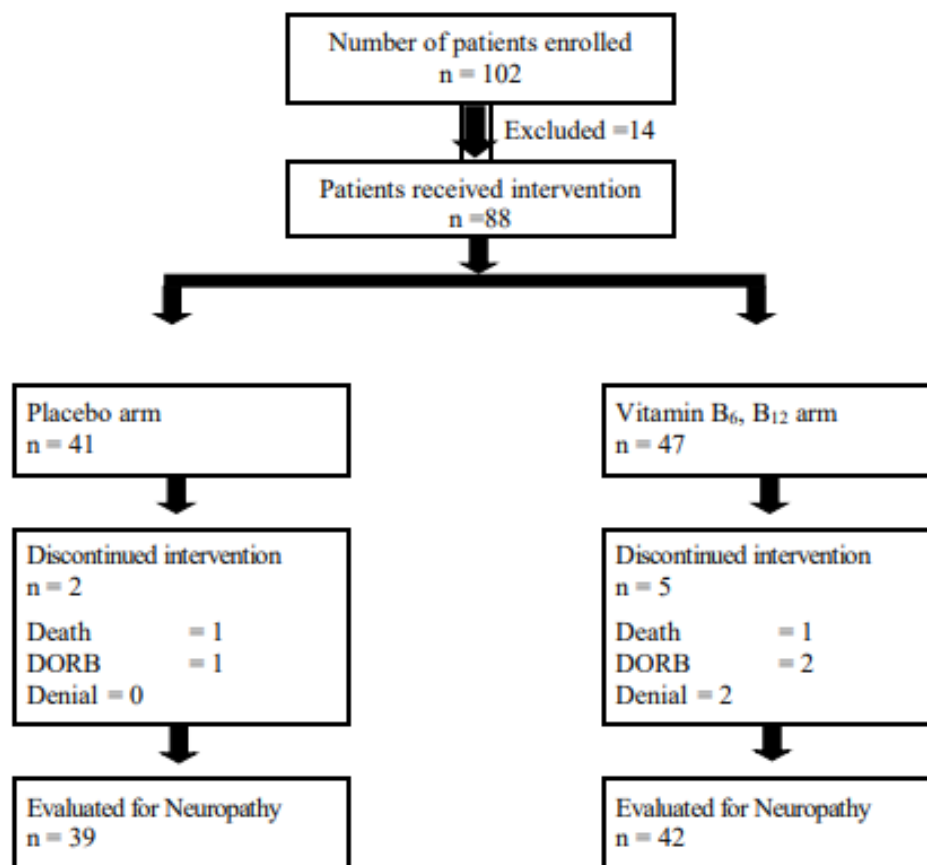 Number of patients enrolled
n = 102
Excluded =14
Patients received intervention
n =88
Placebo arm
n = 41
Vitamin B₆, B₁₂ arm
n = 47
Discontinued intervention
n = 2
Death = 1
DORB = 1
Denial = 0
Discontinued intervention
n = 5
Death = 1
DORB = 2
Denial = 2
Evaluated for Neuropathy
n = 39
Evaluated for Neuropathy
n = 42